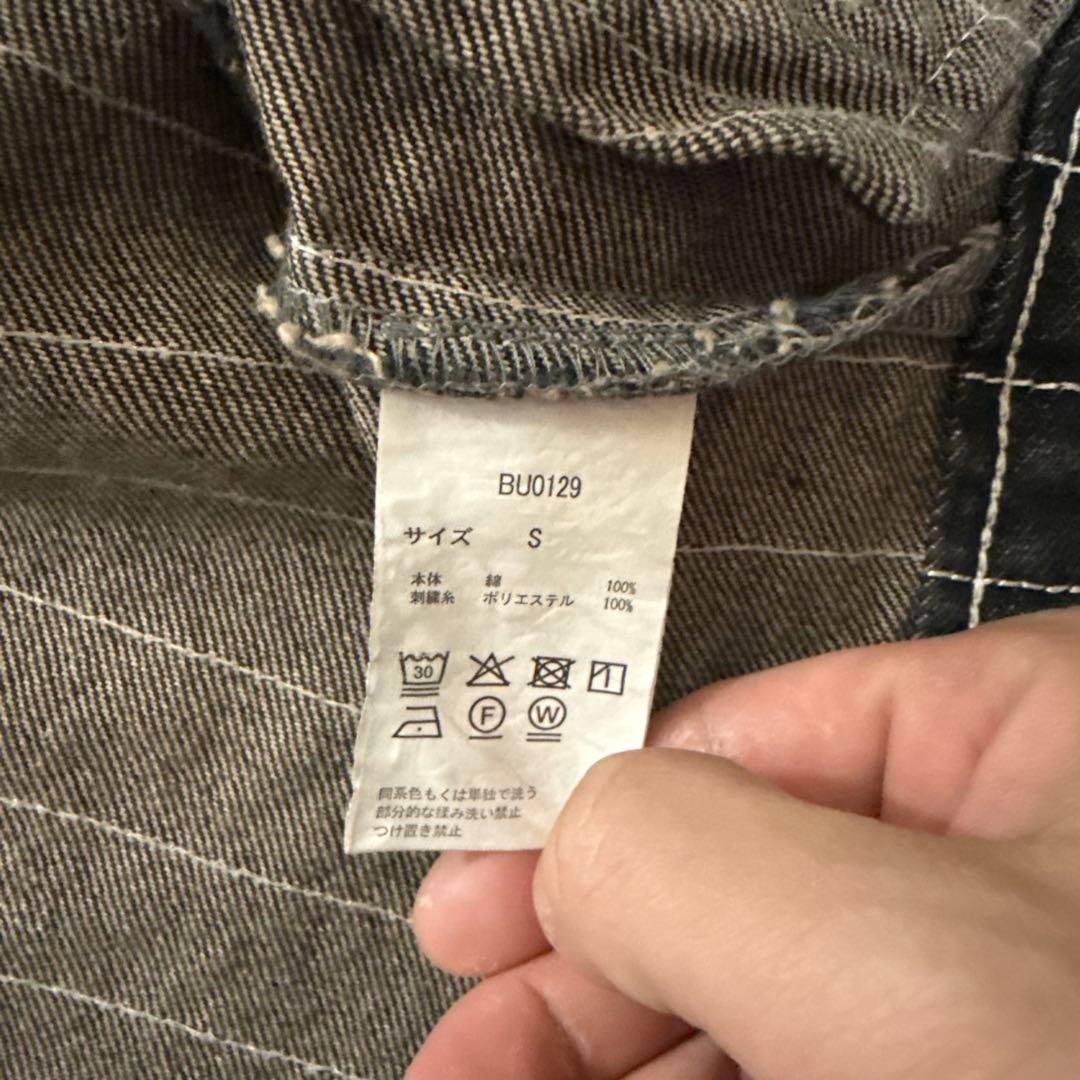 BU0129
サイズ S
本体 綿 100%
刺繍糸 ポリエステル 100%
30
F W
同系色もくは単独で洗う
部分的な揉み洗い禁止
つけ置き禁止